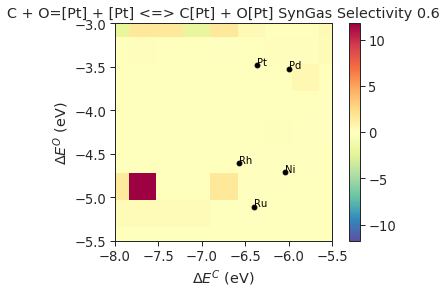 C + O=[Pt] + [Pt] <=> C[Pt] + O[Pt] SynGas Selectivity 0.6
−3.0
−3.5
−4.0
−4.5
−5.0
−5.5
ΔE^O (eV)
Pt
Pd
Rh
Ni
Ru
−8.0 −7.5 −7.0 −6.5 −6.0 −5.5
ΔE^C (eV)
10
5
0
−5
−10